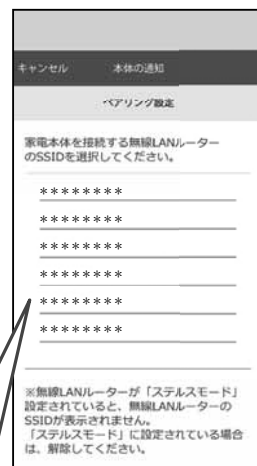 キャンセル 本体の通知
ペアリング設定
家電本体を接続する無線LANルーター
のSSIDを選択してください。
********
********
********
********
********
********
※無線LANルーターが「ステルスモード」
設定されていると、無線LANルーターの
SSIDが表示されません。
「ステルスモード」に設定されている場合
は、解除してください。